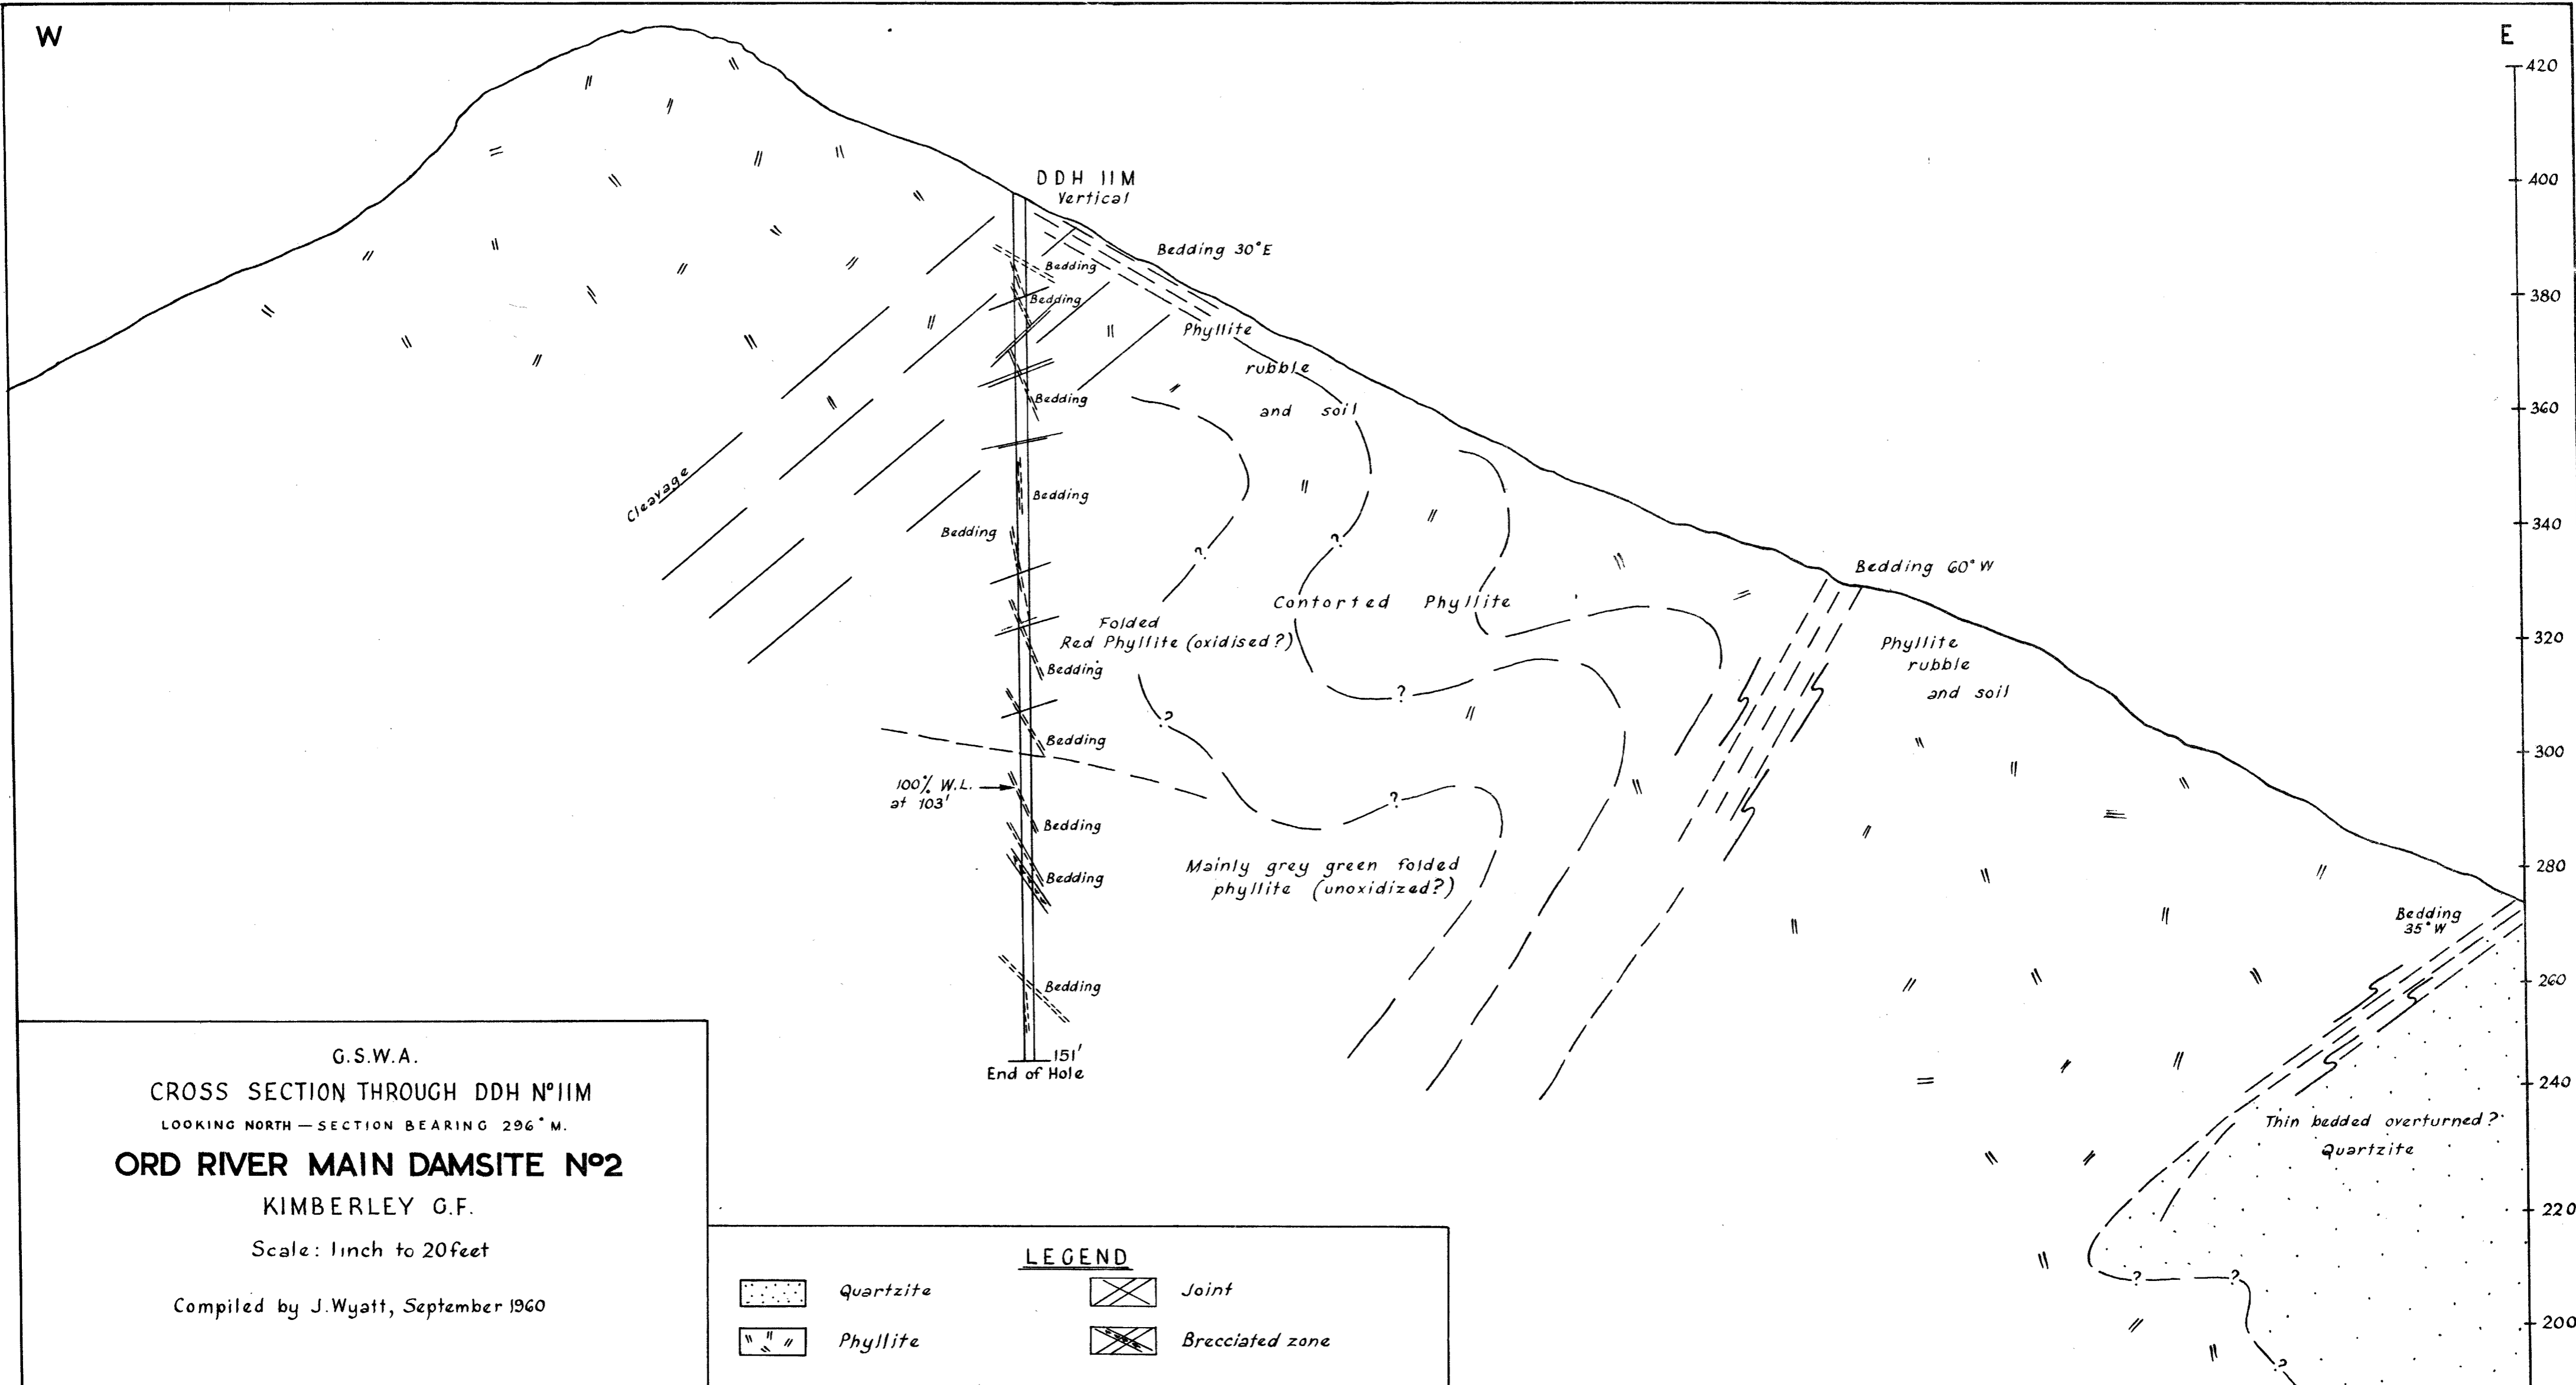 W
E
420
400
380
360
340
320
300
280
260
240
220
200
DDH 11M
Vertical
Bedding 30°E
Bedding
Bedding
Phyllite
rubble
and soil
Bedding
Cleavage
Bedding
Bedding
?
?
Bedding 60°W
Contorted Phyllite
Folded
Red Phyllite (oxidised?)
Phyllite
rubble
and soil
Bedding
?
?
Bedding
100% W.L.
at 103'
?
Bedding
Mainly grey green folded
phyllite (unoxidized?)
Bedding
Bedding
35°W
Bedding
151'
End of Hole
Thin bedded overturned?
Quartzite
?
?
?
G.S.W.A.
CROSS SECTION THROUGH DDH Nº11M
LOOKING NORTH — SECTION BEARING 296° M.
ORD RIVER MAIN DAMSITE Nº2
KIMBERLEY G.F.
Scale: 1inch to 20feet
Compiled by J.Wyatt, September 1960
LEGEND
Quartzite
Joint
Phyllite
Brecciated zone